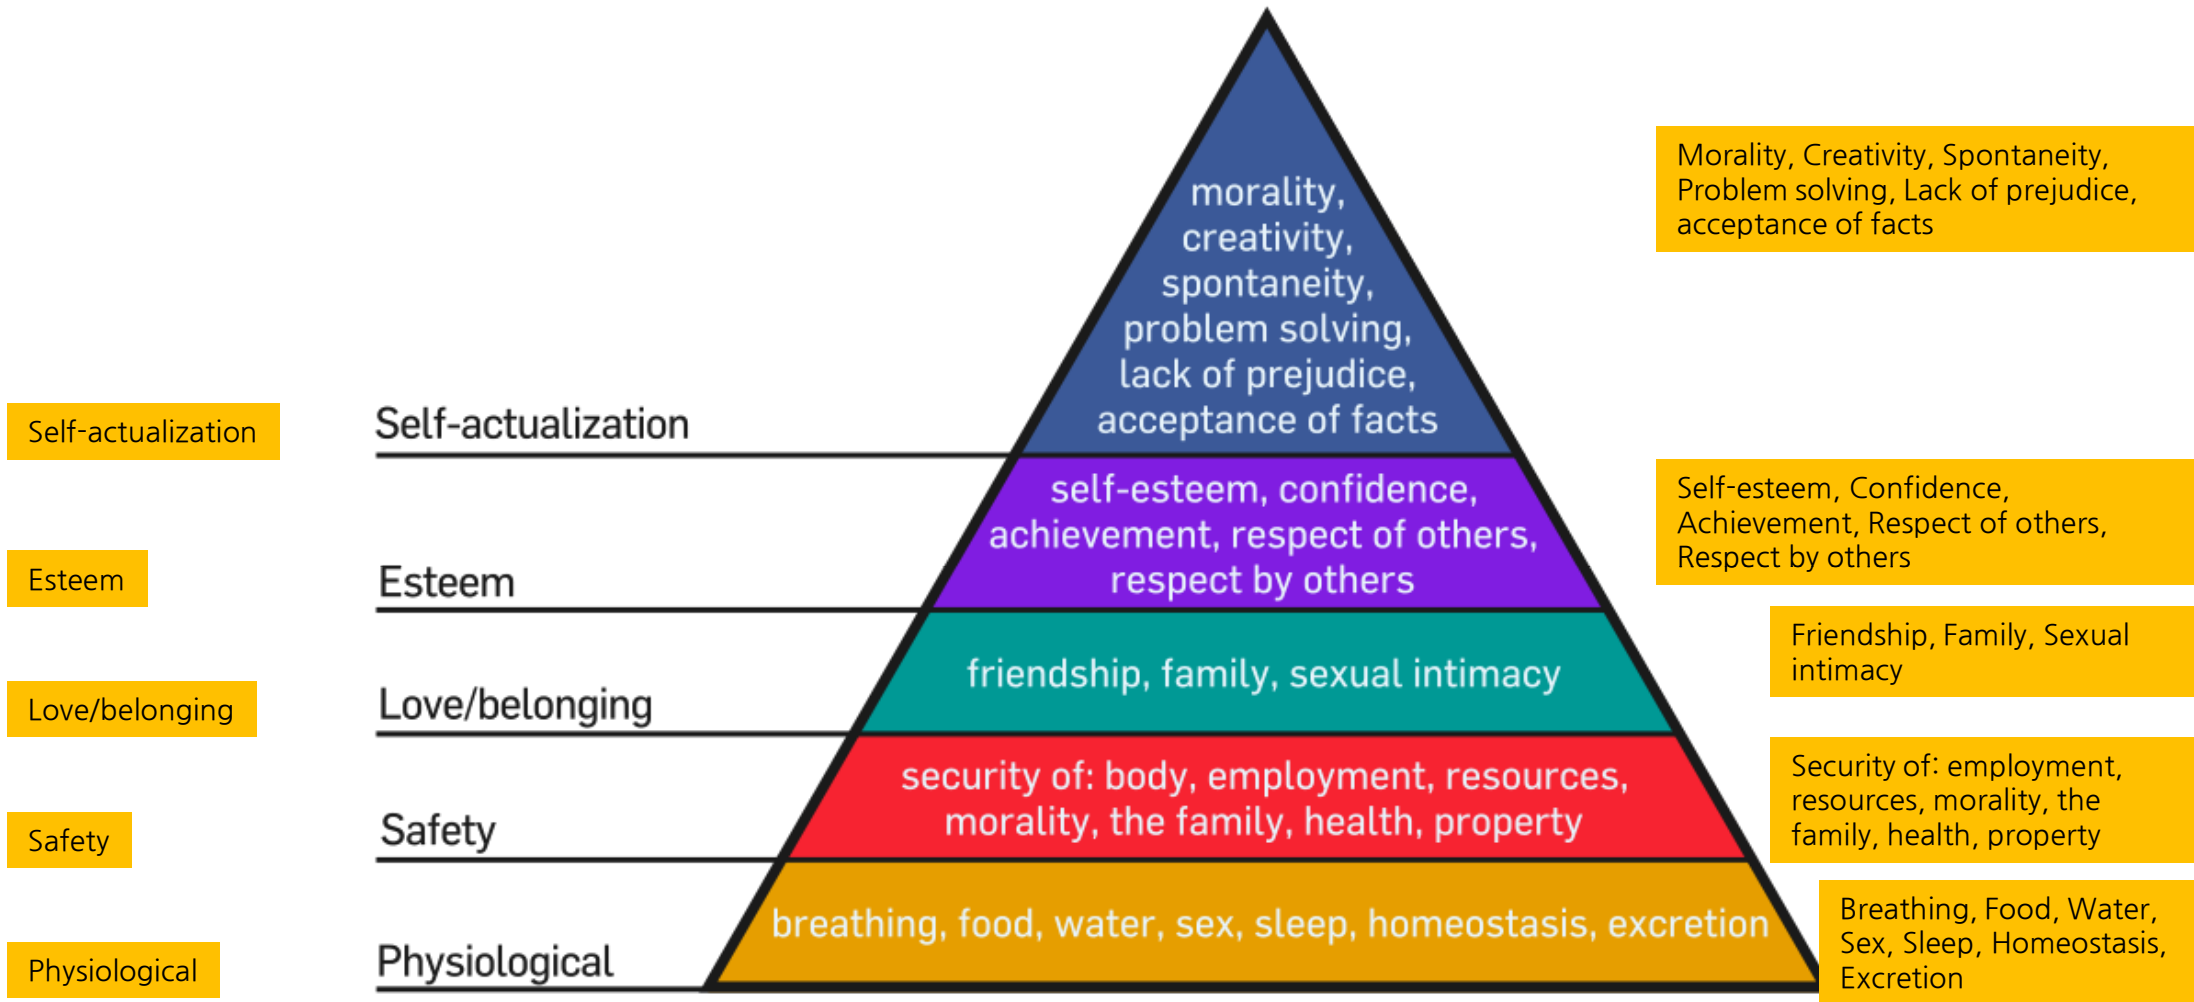 morality,
creativity,
spontaneity,
problem solving,
lack of prejudice,
acceptance of facts
Morality, Creativity, Spontaneity,
Problem solving, Lack of prejudice,
acceptance of facts
Self-actualization
Self-actualization
self-esteem, confidence,
achievement, respect of others,
respect by others
Self-esteem, Confidence,
Achievement, Respect of others,
Respect by others
Esteem
Esteem
friendship, family, sexual intimacy
Friendship, Family, Sexual
intimacy
Love/belonging
Love/belonging
security of: body, employment, resources,
morality, the family, health, property
Security of: employment,
resources, morality, the
family, health, property
Safety
Safety
breathing, food, water, sex, sleep, homeostasis, excretion
Breathing, Food, Water,
Sex, Sleep, Homeostasis,
Excretion
Physiological
Physiological